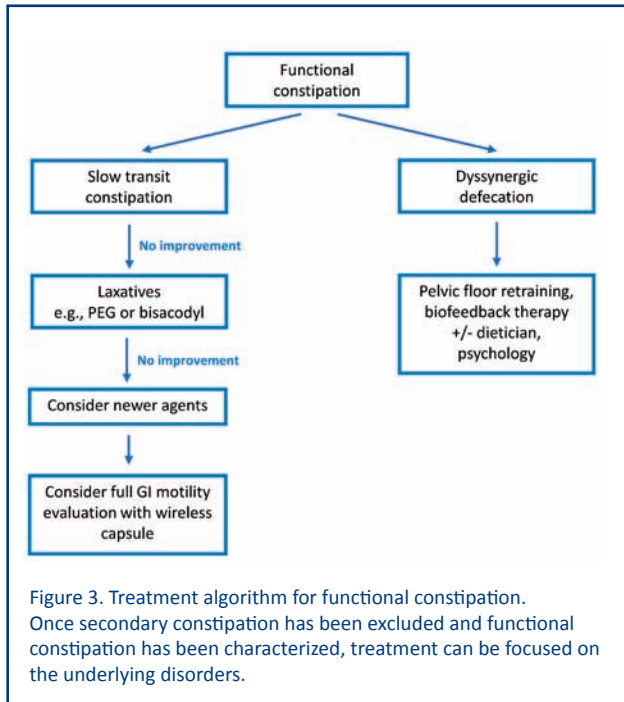 Functional
constipation
Slow transit
constipation
Dyssynergic
defecation
No improvement
Laxatives
e.g., PEG or bisacodyl
Pelvic floor retraining,
biofeedback therapy
+/- dietician,
psychology
No improvement
Consider newer agents
Consider full GI motility
evaluation with wireless
capsule
Figure 3. Treatment algorithm for functional constipation.
Once secondary constipation has been excluded and functional
constipation has been characterized, treatment can be focused on
the underlying disorders.